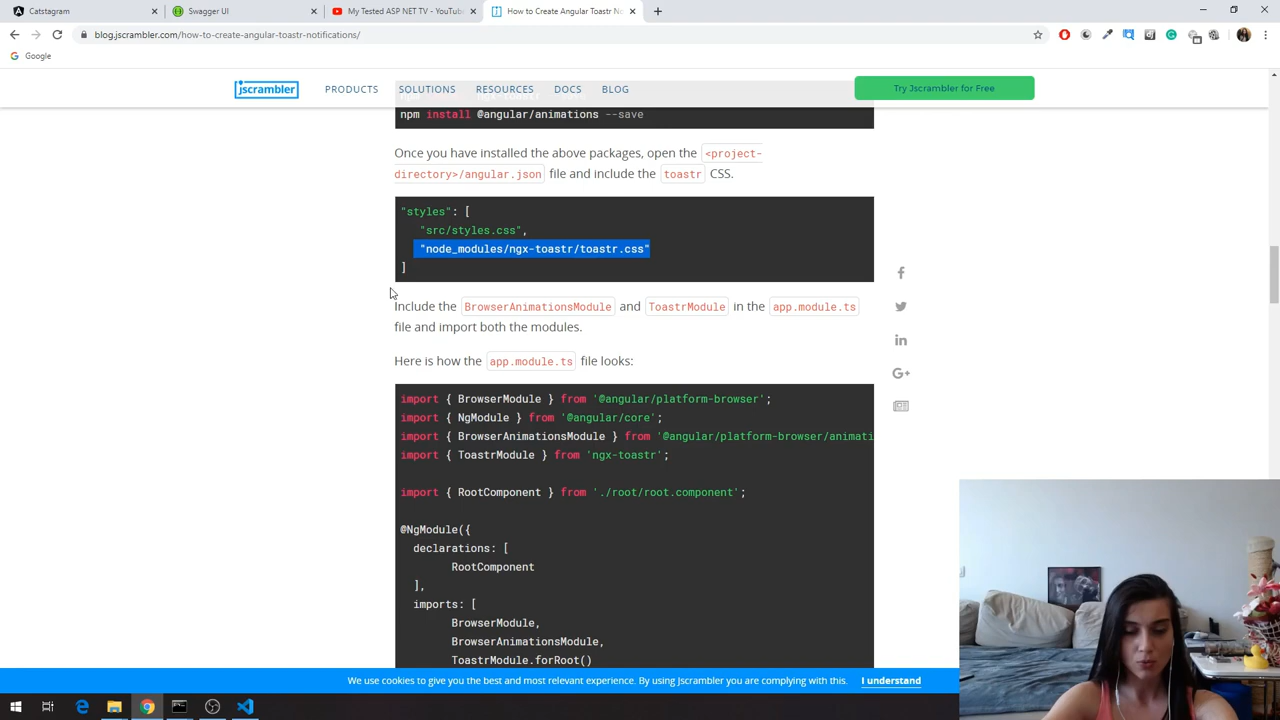 Catstagram
Swagger UI
My Tested ASP NET TV - YouTube
How to Create Angular Toastr No
blog.jscrambler.com/how-to-create-angular-toastr-notifications/
Google
jscrambler
PRODUCTS
SOLUTIONS
RESOURCES
DOCS
BLOG
Try Jscrambler for Free
npm install @angular/animations --save
Once you have installed the above packages, open the <project-
directory>/angular.json file and include the toastr CSS.
"styles": [
"src/styles.css",
"node_modules/ngx-toastr/toastr.css"
]
Include the BrowserAnimationsModule and ToastrModule in the app.module.ts
file and import both the modules.
Here is how the app.module.ts file looks:
import { BrowserModule } from '@angular/platform-browser';
import { NgModule } from '@angular/core';
import { BrowserAnimationsModule } from '@angular/platform-browser/animati
import { ToastrModule } from 'ngx-toastr';
import { RootComponent } from './root/root.component';
@NgModule({
declarations: [
RootComponent
],
imports: [
BrowserModule,
BrowserAnimationsModule,
ToastrModule.forRoot()
We use cookies to give you the best and most relevant experience. By using Jscrambler you are complying with this.
I understand